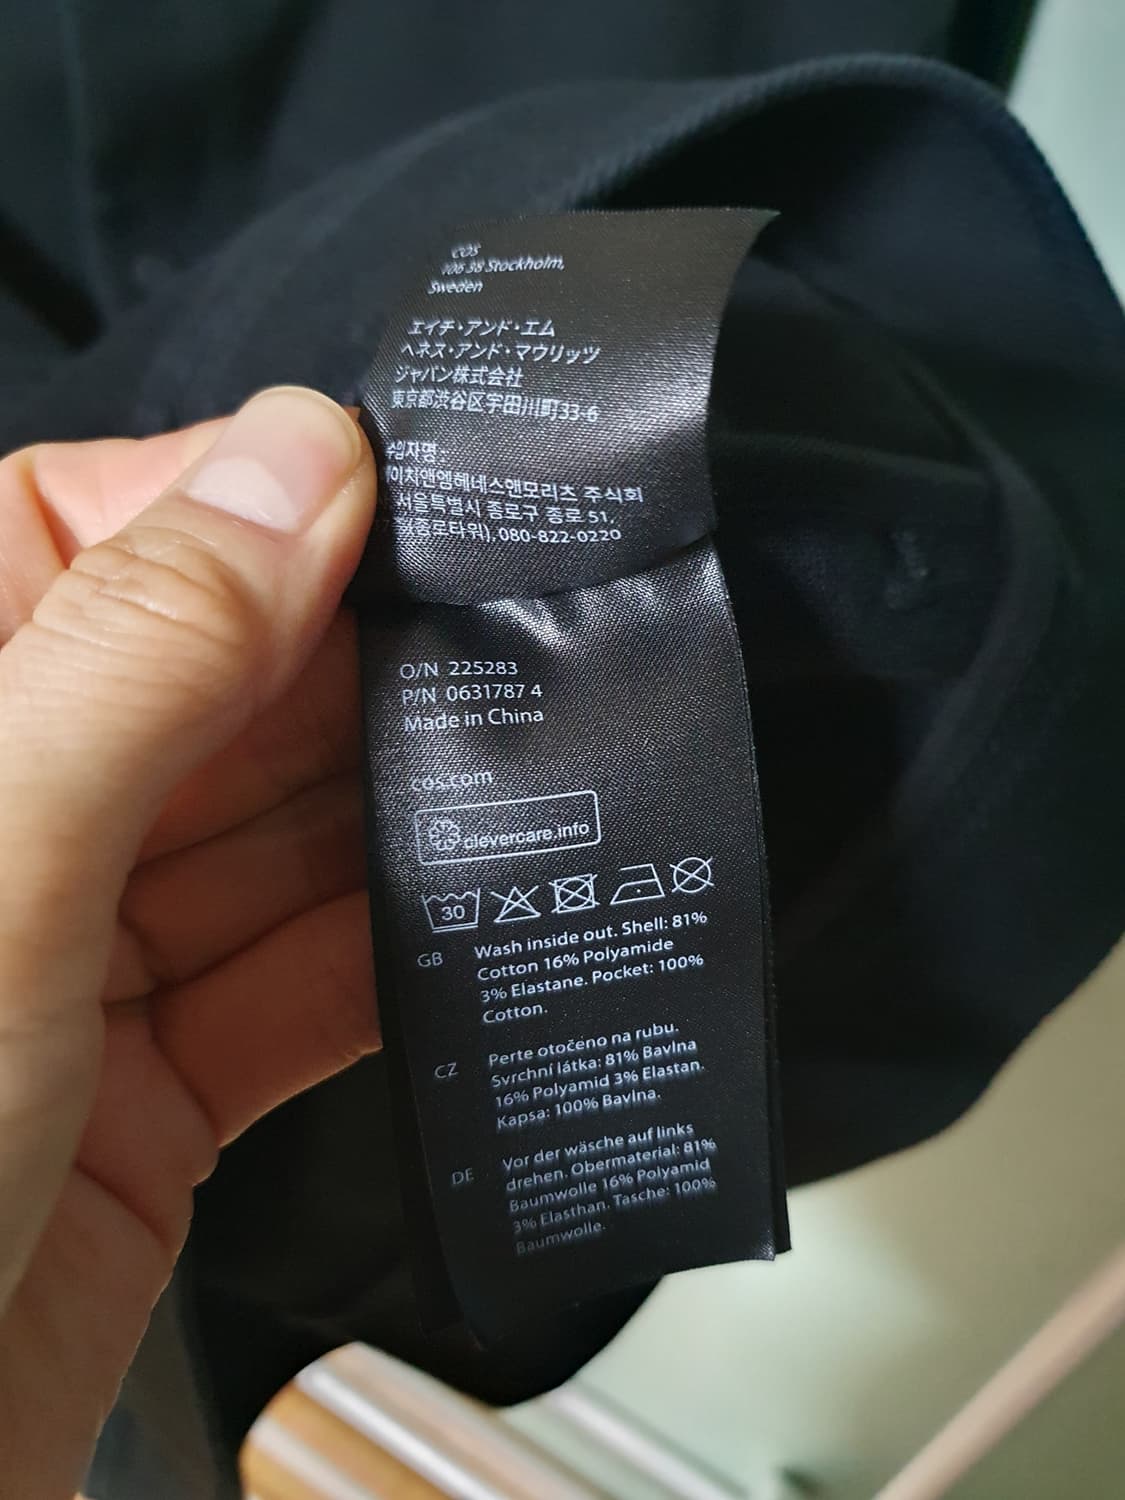 COS
106 38 Stockholm,
Sweden
エイチ・アンド・エム
ヘネス・アンド・マウリッツ
ジャパン株式会社
東京都渋谷区宇田川町33-6
수입자명 :
이치앤엠헤네스앤모리츠 주식회
서울특별시 종로구 종로 51,
(종로타워), 080-822-0220
O/N 225283
P/N 0631787 4
Made in China
cos.com
clevercare.info
30
GB Wash inside out. Shell: 81%
Cotton 16% Polyamide
3% Elastane. Pocket: 100%
Cotton.
CZ Perte otočeno na rubu.
Svrchní látka: 81% Bavlna
16% Polyamid 3% Elastan.
Kapsa: 100% Bavlna.
DE Vor der wäsche auf links
drehen. Obermaterial: 81%
Baumwolle 16% Polyamid
3% Elasthan. Tasche: 100%
Baumwolle.